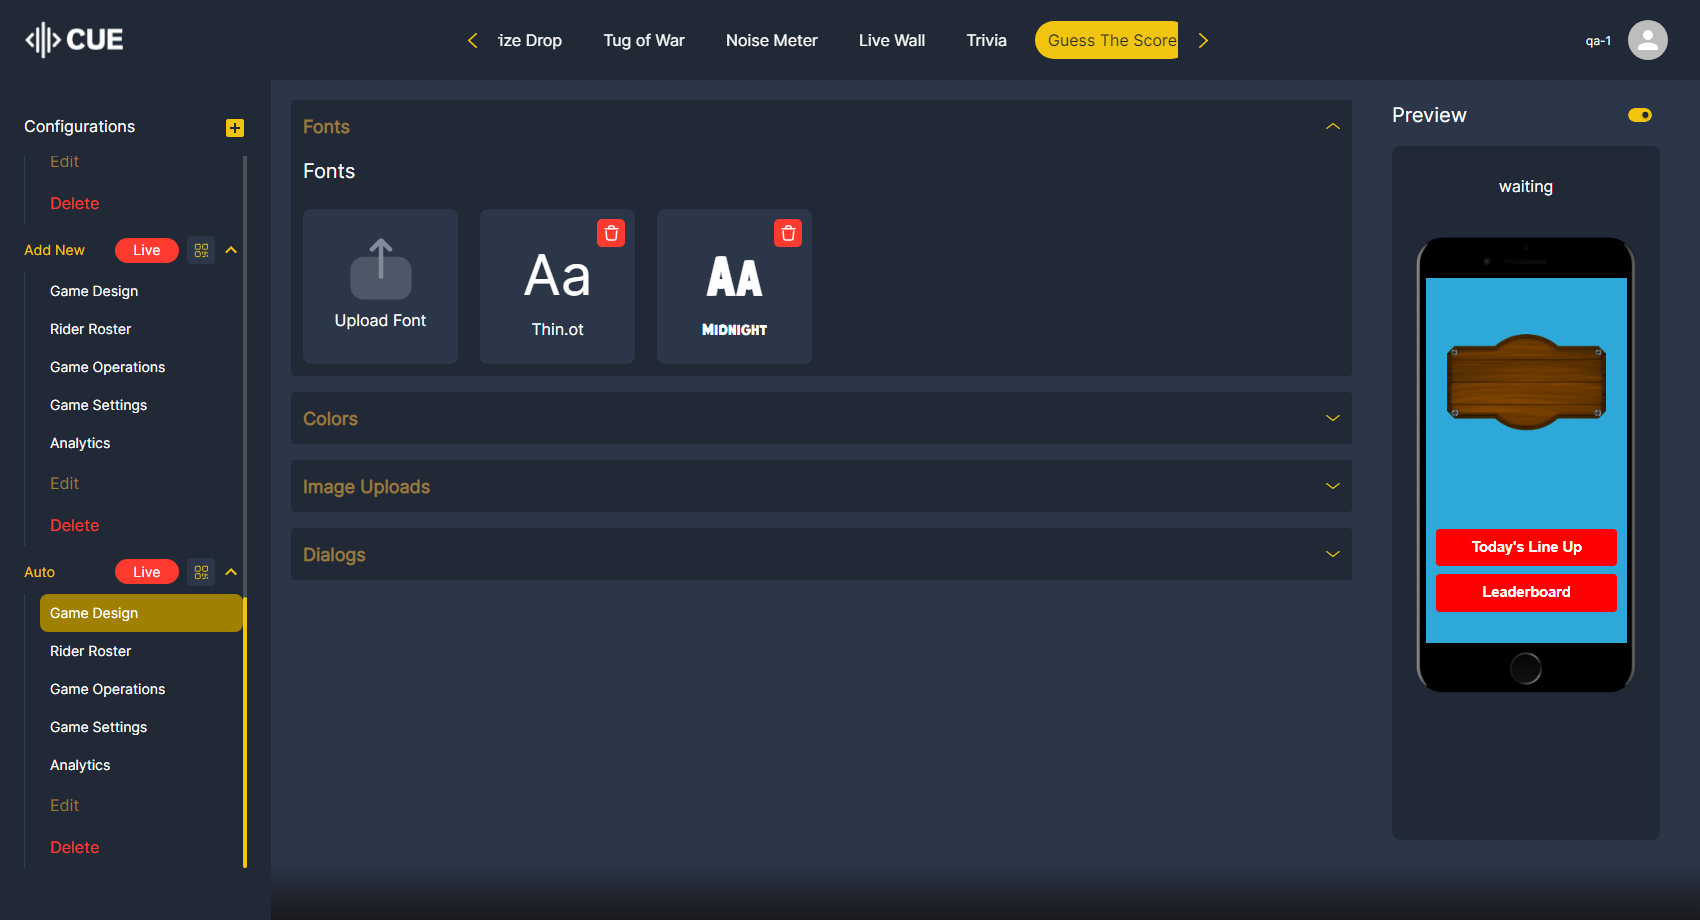 CUE
ize Drop
Tug of War
Noise Meter
Live Wall
Trivia
Guess The Score
qa-1
Configurations
Edit
Delete
Add New
Live
Game Design
Rider Roster
Game Operations
Game Settings
Analytics
Edit
Delete
Auto
Live
Game Design
Rider Roster
Game Operations
Game Settings
Analytics
Edit
Delete
Fonts
Fonts
Upload Font
Aa
Thin.ot
AA
MIDNIGHT
Colors
Image Uploads
Dialogs
Preview
waiting
Today's Line Up
Leaderboard